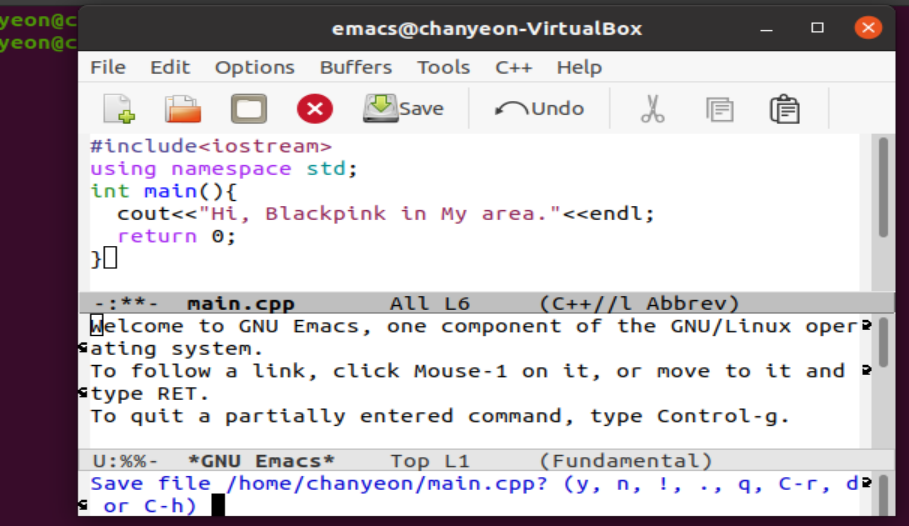 yeon@c
yeon@c
emacs@chanyeon-VirtualBox
File Edit Options Buffers Tools C++ Help
Save Undo
#include<iostream>
using namespace std;
int main(){
  cout<<"Hi, Blackpink in My area."<<endl;
  return 0;
}
-:**-  main.cpp       All L6     (C++//l Abbrev)
Welcome to GNU Emacs, one component of the GNU/Linux oper
ating system.
To follow a link, click Mouse-1 on it, or move to it and
type RET.
To quit a partially entered command, type Control-g.
U:%%-  *GNU Emacs*    Top L1     (Fundamental)
Save file /home/chanyeon/main.cpp? (y, n, !, ., q, C-r, d
 or C-h)